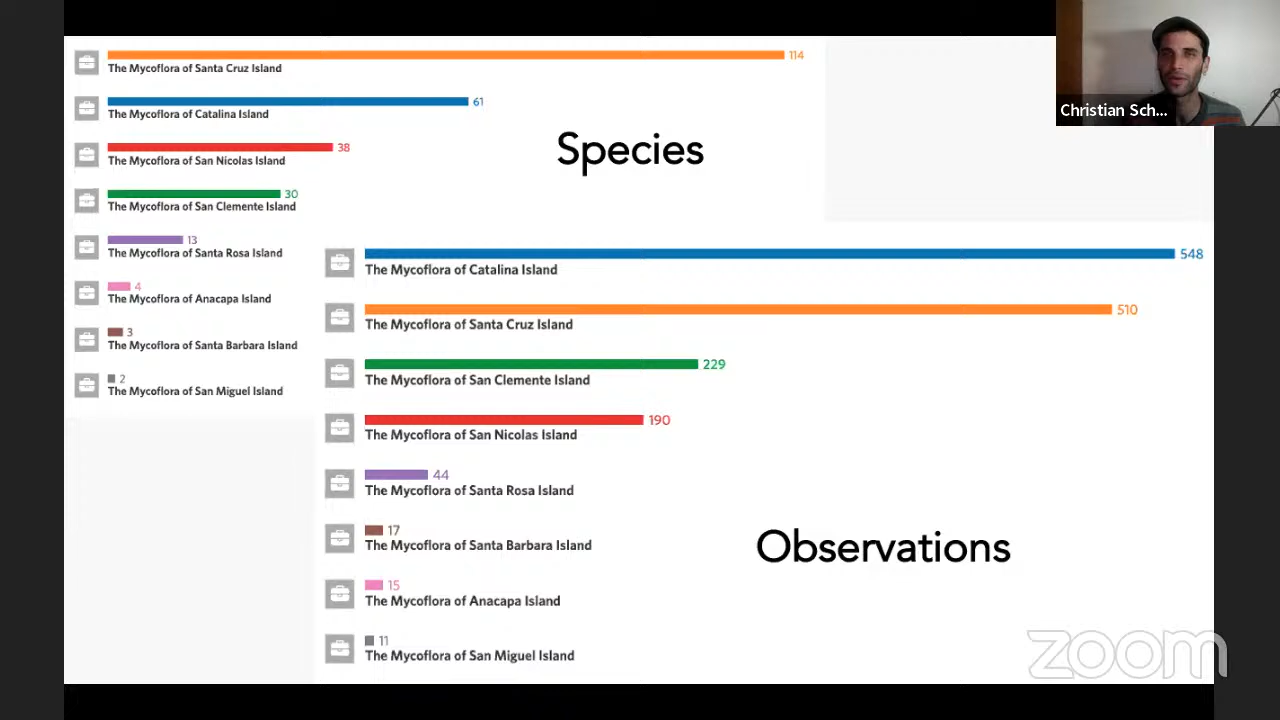 114
The Mycoflora of Santa Cruz Island
61
The Mycoflora of Catalina Island
38
The Mycoflora of San Nicolas Island
30
The Mycoflora of San Clemente Island
13
The Mycoflora of Santa Rosa Island
4
The Mycoflora of Anacapa Island
3
The Mycoflora of Santa Barbara Island
2
The Mycoflora of San Miguel Island
Species
548
The Mycoflora of Catalina Island
510
The Mycoflora of Santa Cruz Island
229
The Mycoflora of San Clemente Island
190
The Mycoflora of San Nicolas Island
44
The Mycoflora of Santa Rosa Island
17
The Mycoflora of Santa Barbara Island
15
The Mycoflora of Anacapa Island
11
The Mycoflora of San Miguel Island
Observations
Christian Sch...
zoom